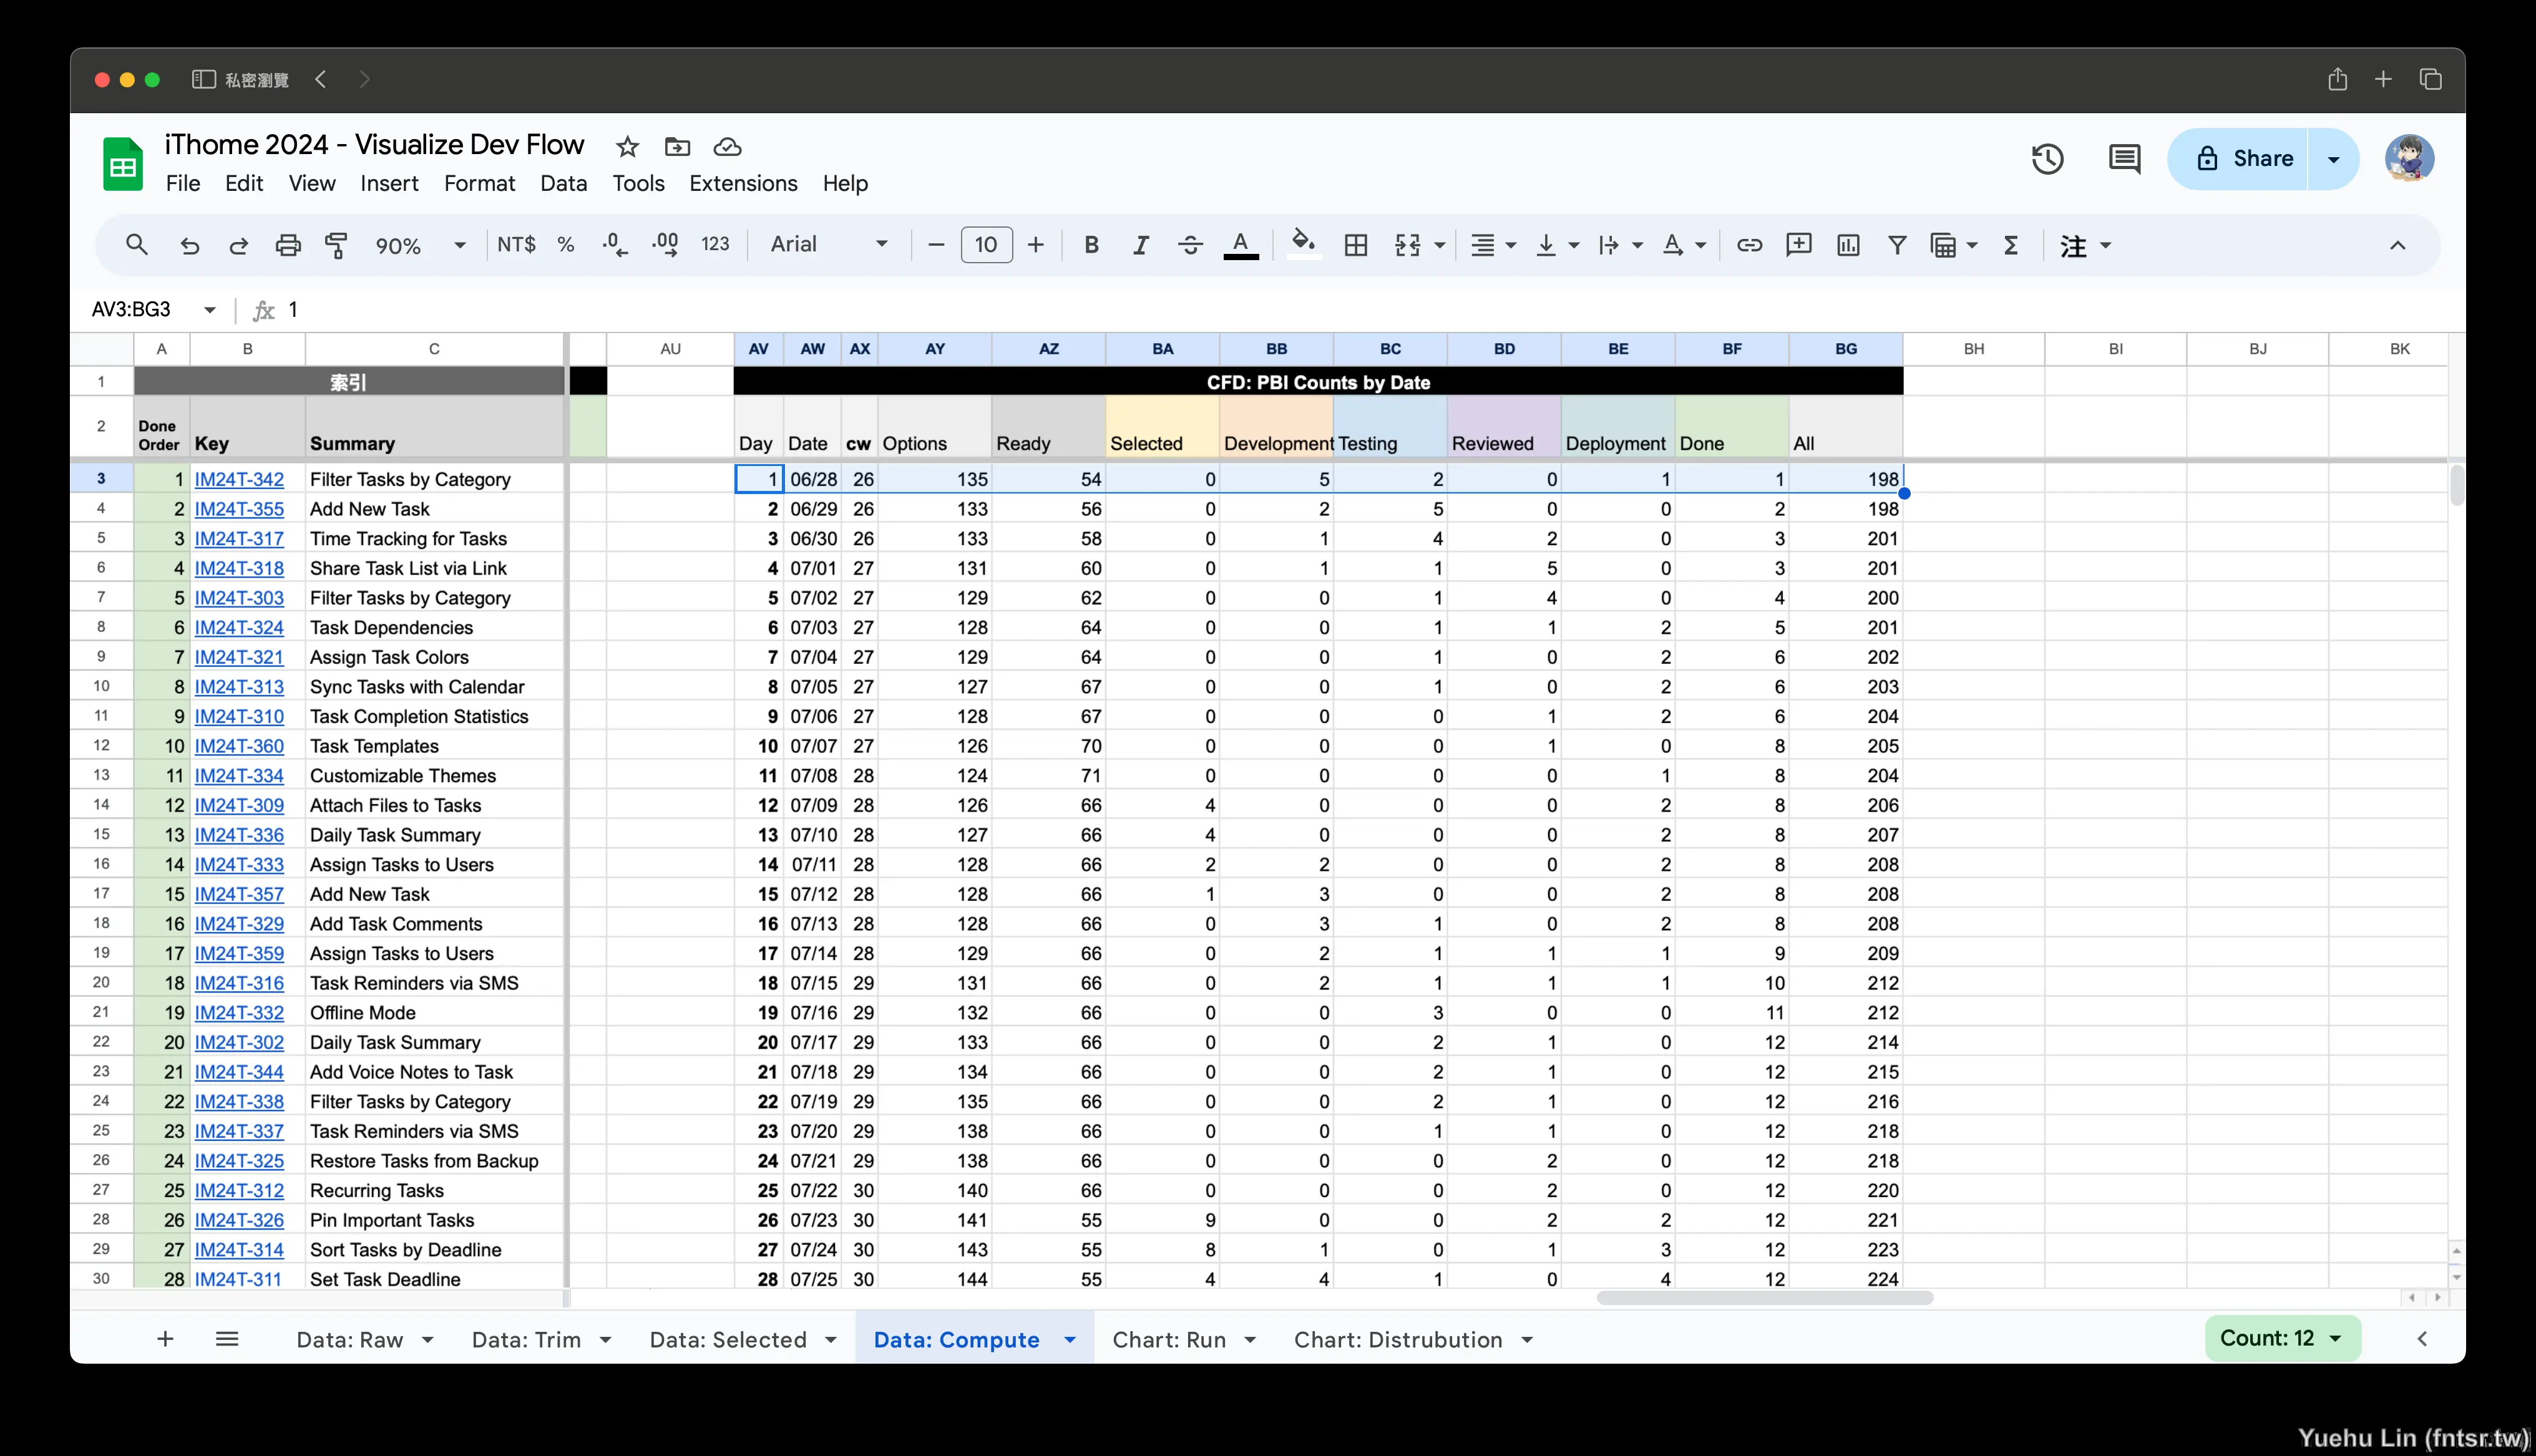 私密瀏覽
iThome 2024 - Visualize Dev Flow
File Edit View Insert Format Data Tools Extensions Help
Share
90% NT$ % .0 .00 123 Arial 10 B I A A Σ 注
AV3:BG3 fx 1
A B C AU AV AW AX AY AZ BA BB BC BD BE BF BG BH BI BJ BK
1 索引 CFD: PBI Counts by Date
2 Done Order Key Summary Day Date cw Options Ready Selected Development Testing Reviewed Deployment Done All
3 1 IM24T-342 Filter Tasks by Category 1 06/28 26 135 54 0 5 2 0 1 1 198
4 2 IM24T-355 Add New Task 2 06/29 26 133 56 0 2 5 0 0 2 198
5 3 IM24T-317 Time Tracking for Tasks 3 06/30 26 133 58 0 1 4 2 0 3 201
6 4 IM24T-318 Share Task List via Link 4 07/01 27 131 60 0 1 1 5 0 3 201
7 5 IM24T-303 Filter Tasks by Category 5 07/02 27 129 62 0 0 1 4 0 4 200
8 6 IM24T-324 Task Dependencies 6 07/03 27 128 64 0 0 1 1 2 5 201
9 7 IM24T-321 Assign Task Colors 7 07/04 27 129 64 0 0 1 0 2 6 202
10 8 IM24T-313 Sync Tasks with Calendar 8 07/05 27 127 67 0 0 1 0 2 6 203
11 9 IM24T-310 Task Completion Statistics 9 07/06 27 128 67 0 0 0 1 2 6 204
12 10 IM24T-360 Task Templates 10 07/07 27 126 70 0 0 0 1 0 8 205
13 11 IM24T-334 Customizable Themes 11 07/08 28 124 71 0 0 0 0 1 8 204
14 12 IM24T-309 Attach Files to Tasks 12 07/09 28 126 66 4 0 0 0 2 8 206
15 13 IM24T-336 Daily Task Summary 13 07/10 28 127 66 4 0 0 0 2 8 207
16 14 IM24T-333 Assign Tasks to Users 14 07/11 28 128 66 2 2 0 0 2 8 208
17 15 IM24T-357 Add New Task 15 07/12 28 128 66 1 3 0 0 2 8 208
18 16 IM24T-329 Add Task Comments 16 07/13 28 128 66 0 3 1 0 2 8 208
19 17 IM24T-359 Assign Tasks to Users 17 07/14 28 129 66 0 2 1 1 1 9 209
20 18 IM24T-316 Task Reminders via SMS 18 07/15 29 131 66 0 2 1 1 1 10 212
21 19 IM24T-332 Offline Mode 19 07/16 29 132 66 0 0 3 0 0 11 212
22 20 IM24T-302 Daily Task Summary 20 07/17 29 133 66 0 0 2 1 0 12 214
23 21 IM24T-344 Add Voice Notes to Task 21 07/18 29 134 66 0 0 2 1 0 12 215
24 22 IM24T-338 Filter Tasks by Category 22 07/19 29 135 66 0 0 2 1 0 12 216
25 23 IM24T-337 Task Reminders via SMS 23 07/20 29 138 66 0 0 1 1 0 12 218
26 24 IM24T-325 Restore Tasks from Backup 24 07/21 29 138 66 0 0 0 2 0 12 218
27 25 IM24T-312 Recurring Tasks 25 07/22 30 140 66 0 0 0 2 0 12 220
28 26 IM24T-326 Pin Important Tasks 26 07/23 30 141 55 9 0 0 2 2 12 221
29 27 IM24T-314 Sort Tasks by Deadline 27 07/24 30 143 55 8 1 0 1 3 12 223
30 28 IM24T-311 Set Task Deadline 28 07/25 30 144 55 4 4 1 0 4 12 224
Data: Raw Data: Trim Data: Selected Data: Compute Chart: Run Chart: Distrubution Count: 12
Yuehu Lin (fntsr.tw)